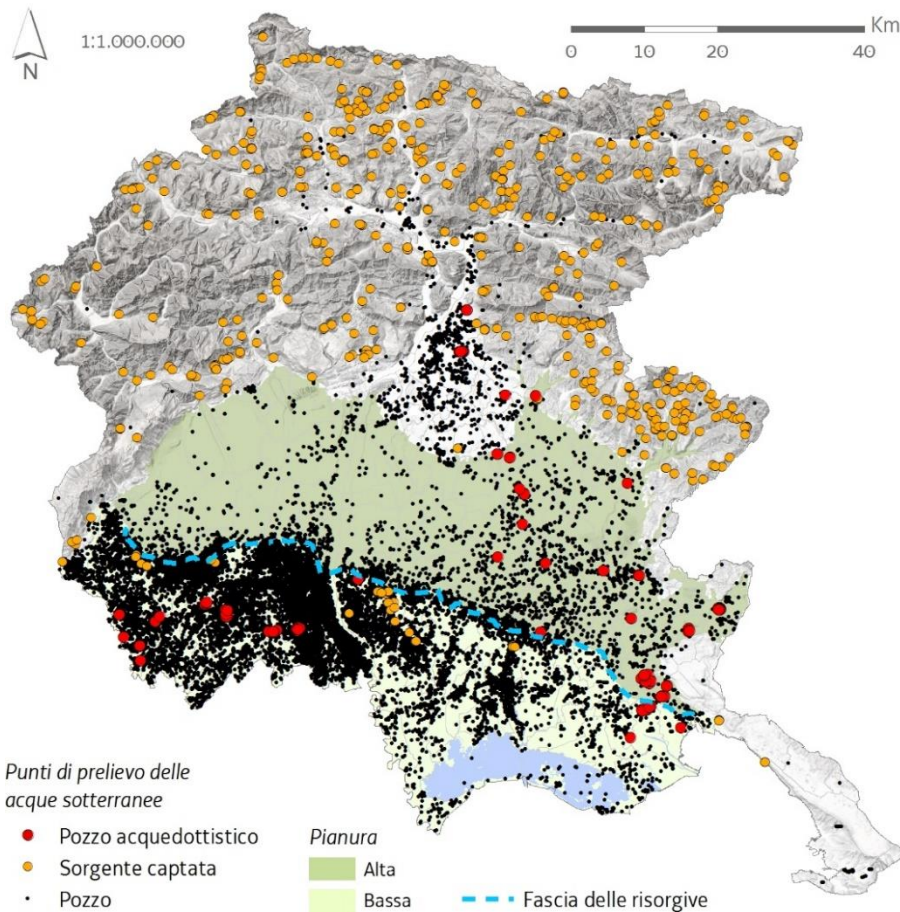 N
1:1.000.000
Km
0 10 20 40
Punti di prelievo delle
acque sotterranee
Pozzo acquedottistico
Sorgente captata
Pozzo
Pianura
Alta
Bassa
Fascia delle risorgive